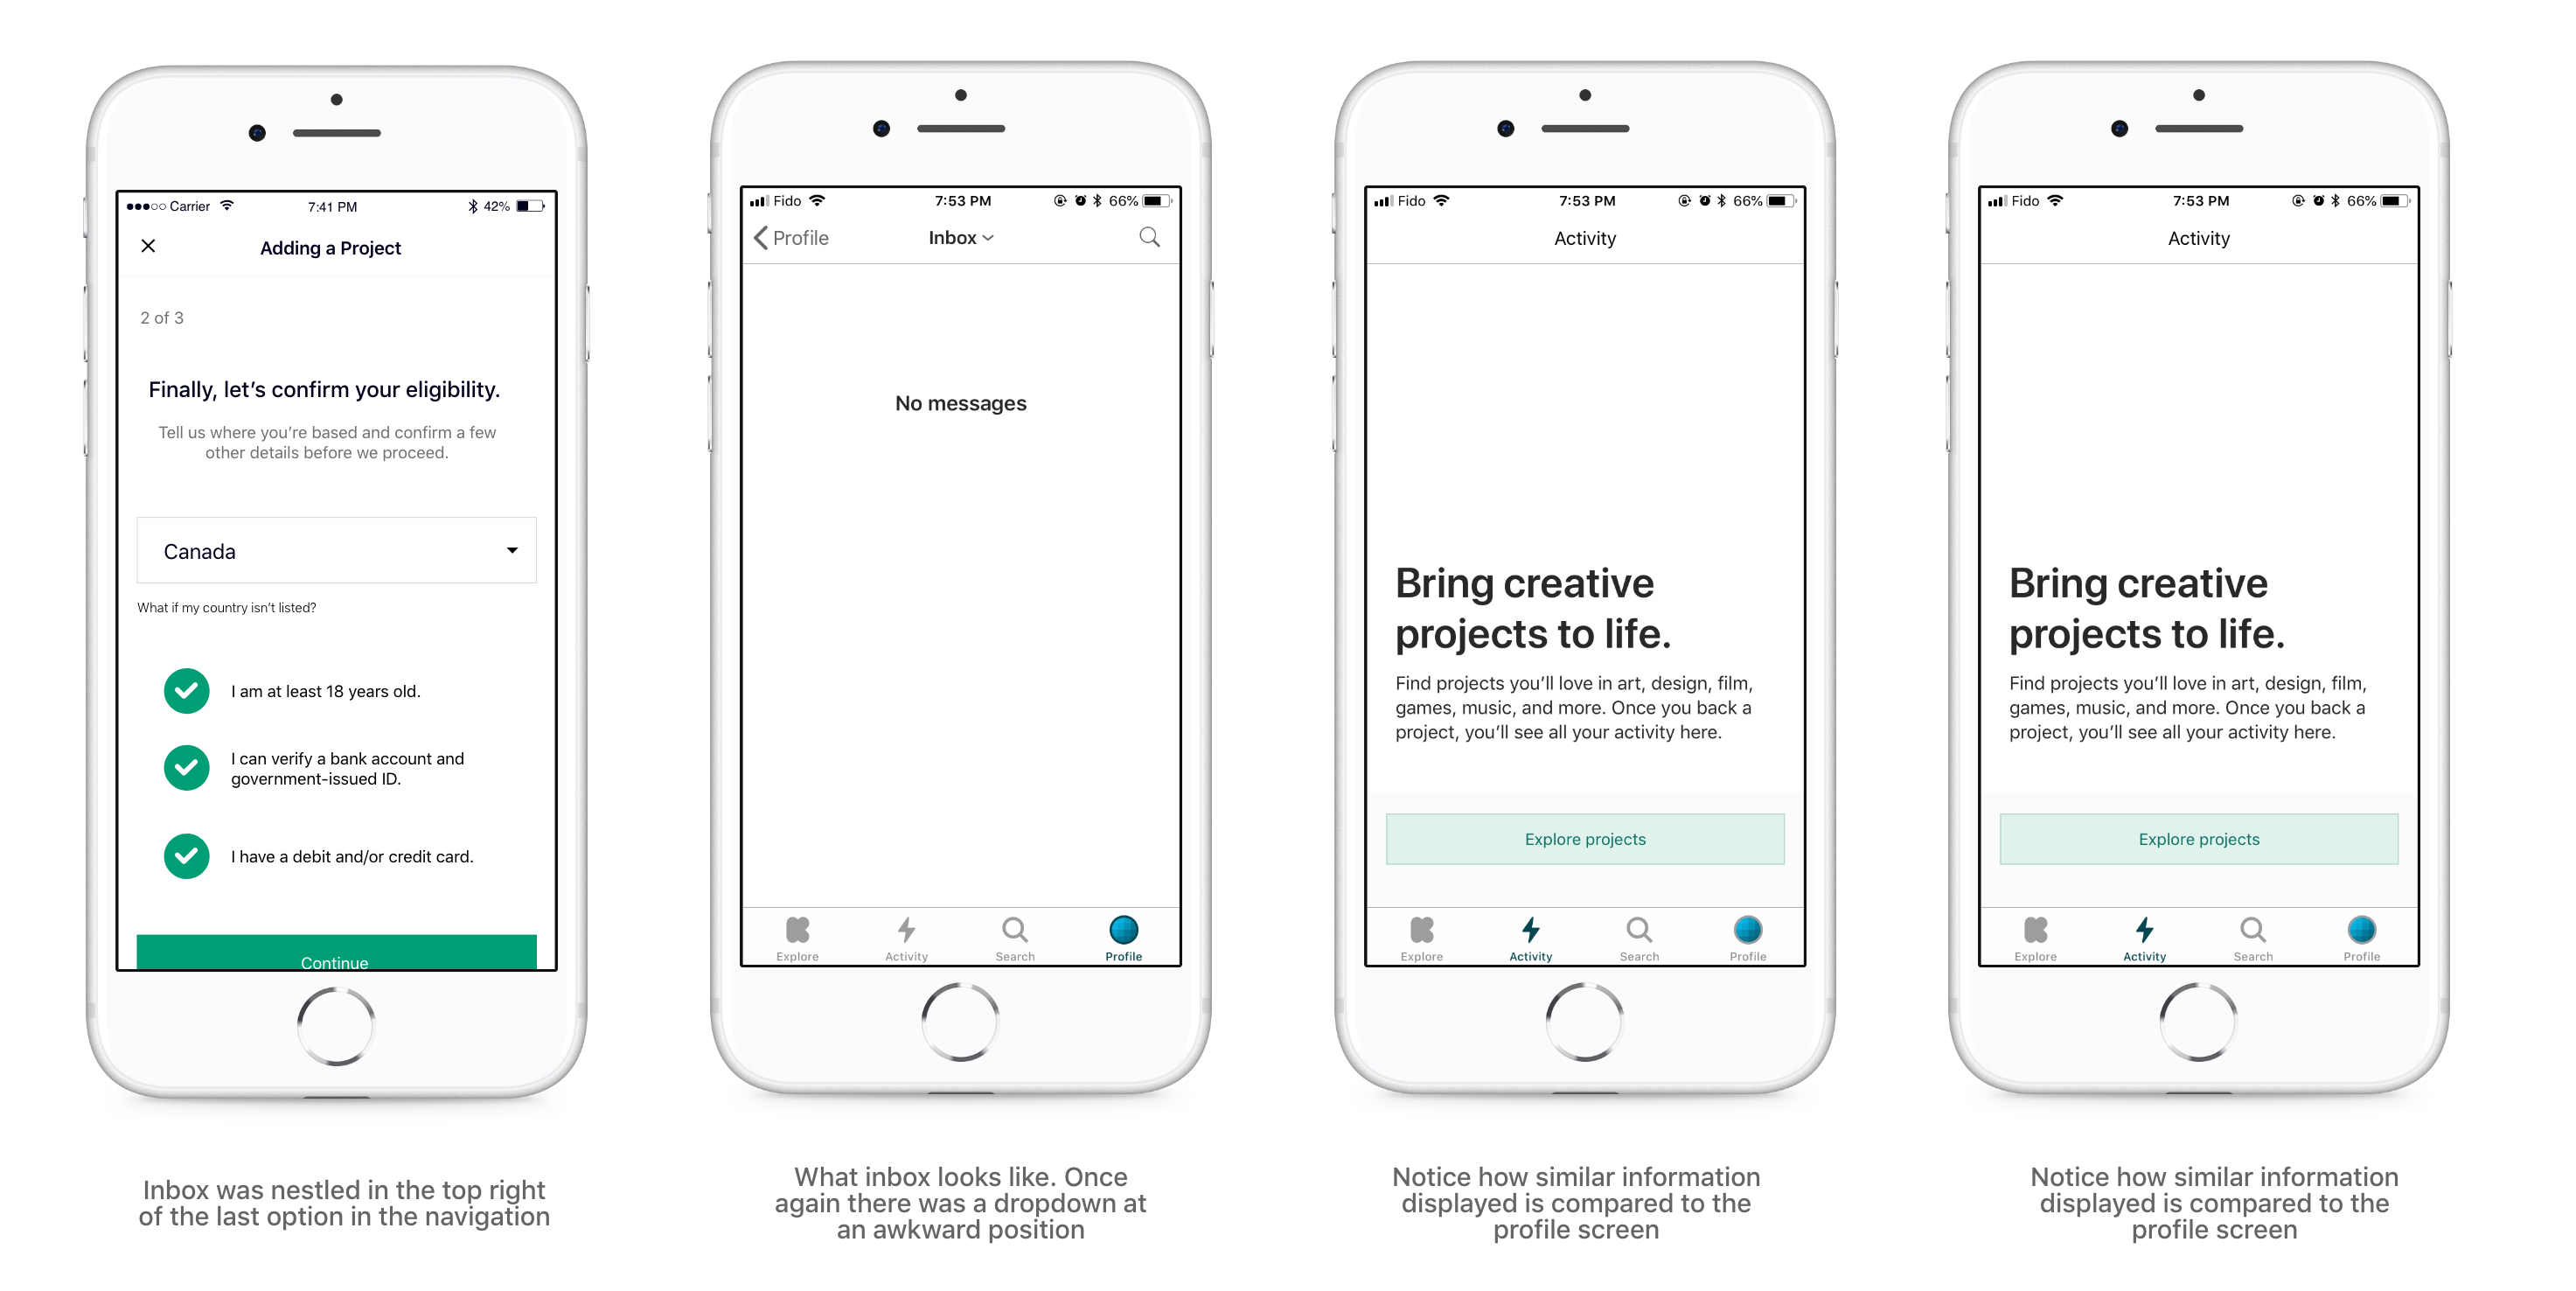 Carrier 7:41 PM 42%
Adding a Project
2 of 3
Finally, let's confirm your eligibility.
Tell us where you're based and confirm a few
other details before we proceed.
Canada
What if my country isn't listed?
I am at least 18 years old.
I can verify a bank account and
government-issued ID.
I have a debit and/or credit card.
Continue
Inbox was nestled in the top right
of the last option in the navigation
Fido 7:53 PM 66%
Profile Inbox
No messages
Explore Activity Search Profile
What inbox looks like. Once
again there was a dropdown at
an awkward position
Fido 7:53 PM 66%
Activity
Bring creative
projects to life.
Find projects you'll love in art, design, film,
games, music, and more. Once you back a
project, you'll see all your activity here.
Explore projects
Explore Activity Search Profile
Notice how similar information
displayed is compared to the
profile screen
Fido 7:53 PM 66%
Activity
Bring creative
projects to life.
Find projects you'll love in art, design, film,
games, music, and more. Once you back a
project, you'll see all your activity here.
Explore projects
Explore Activity Search Profile
Notice how similar information
displayed is compared to the
profile screen